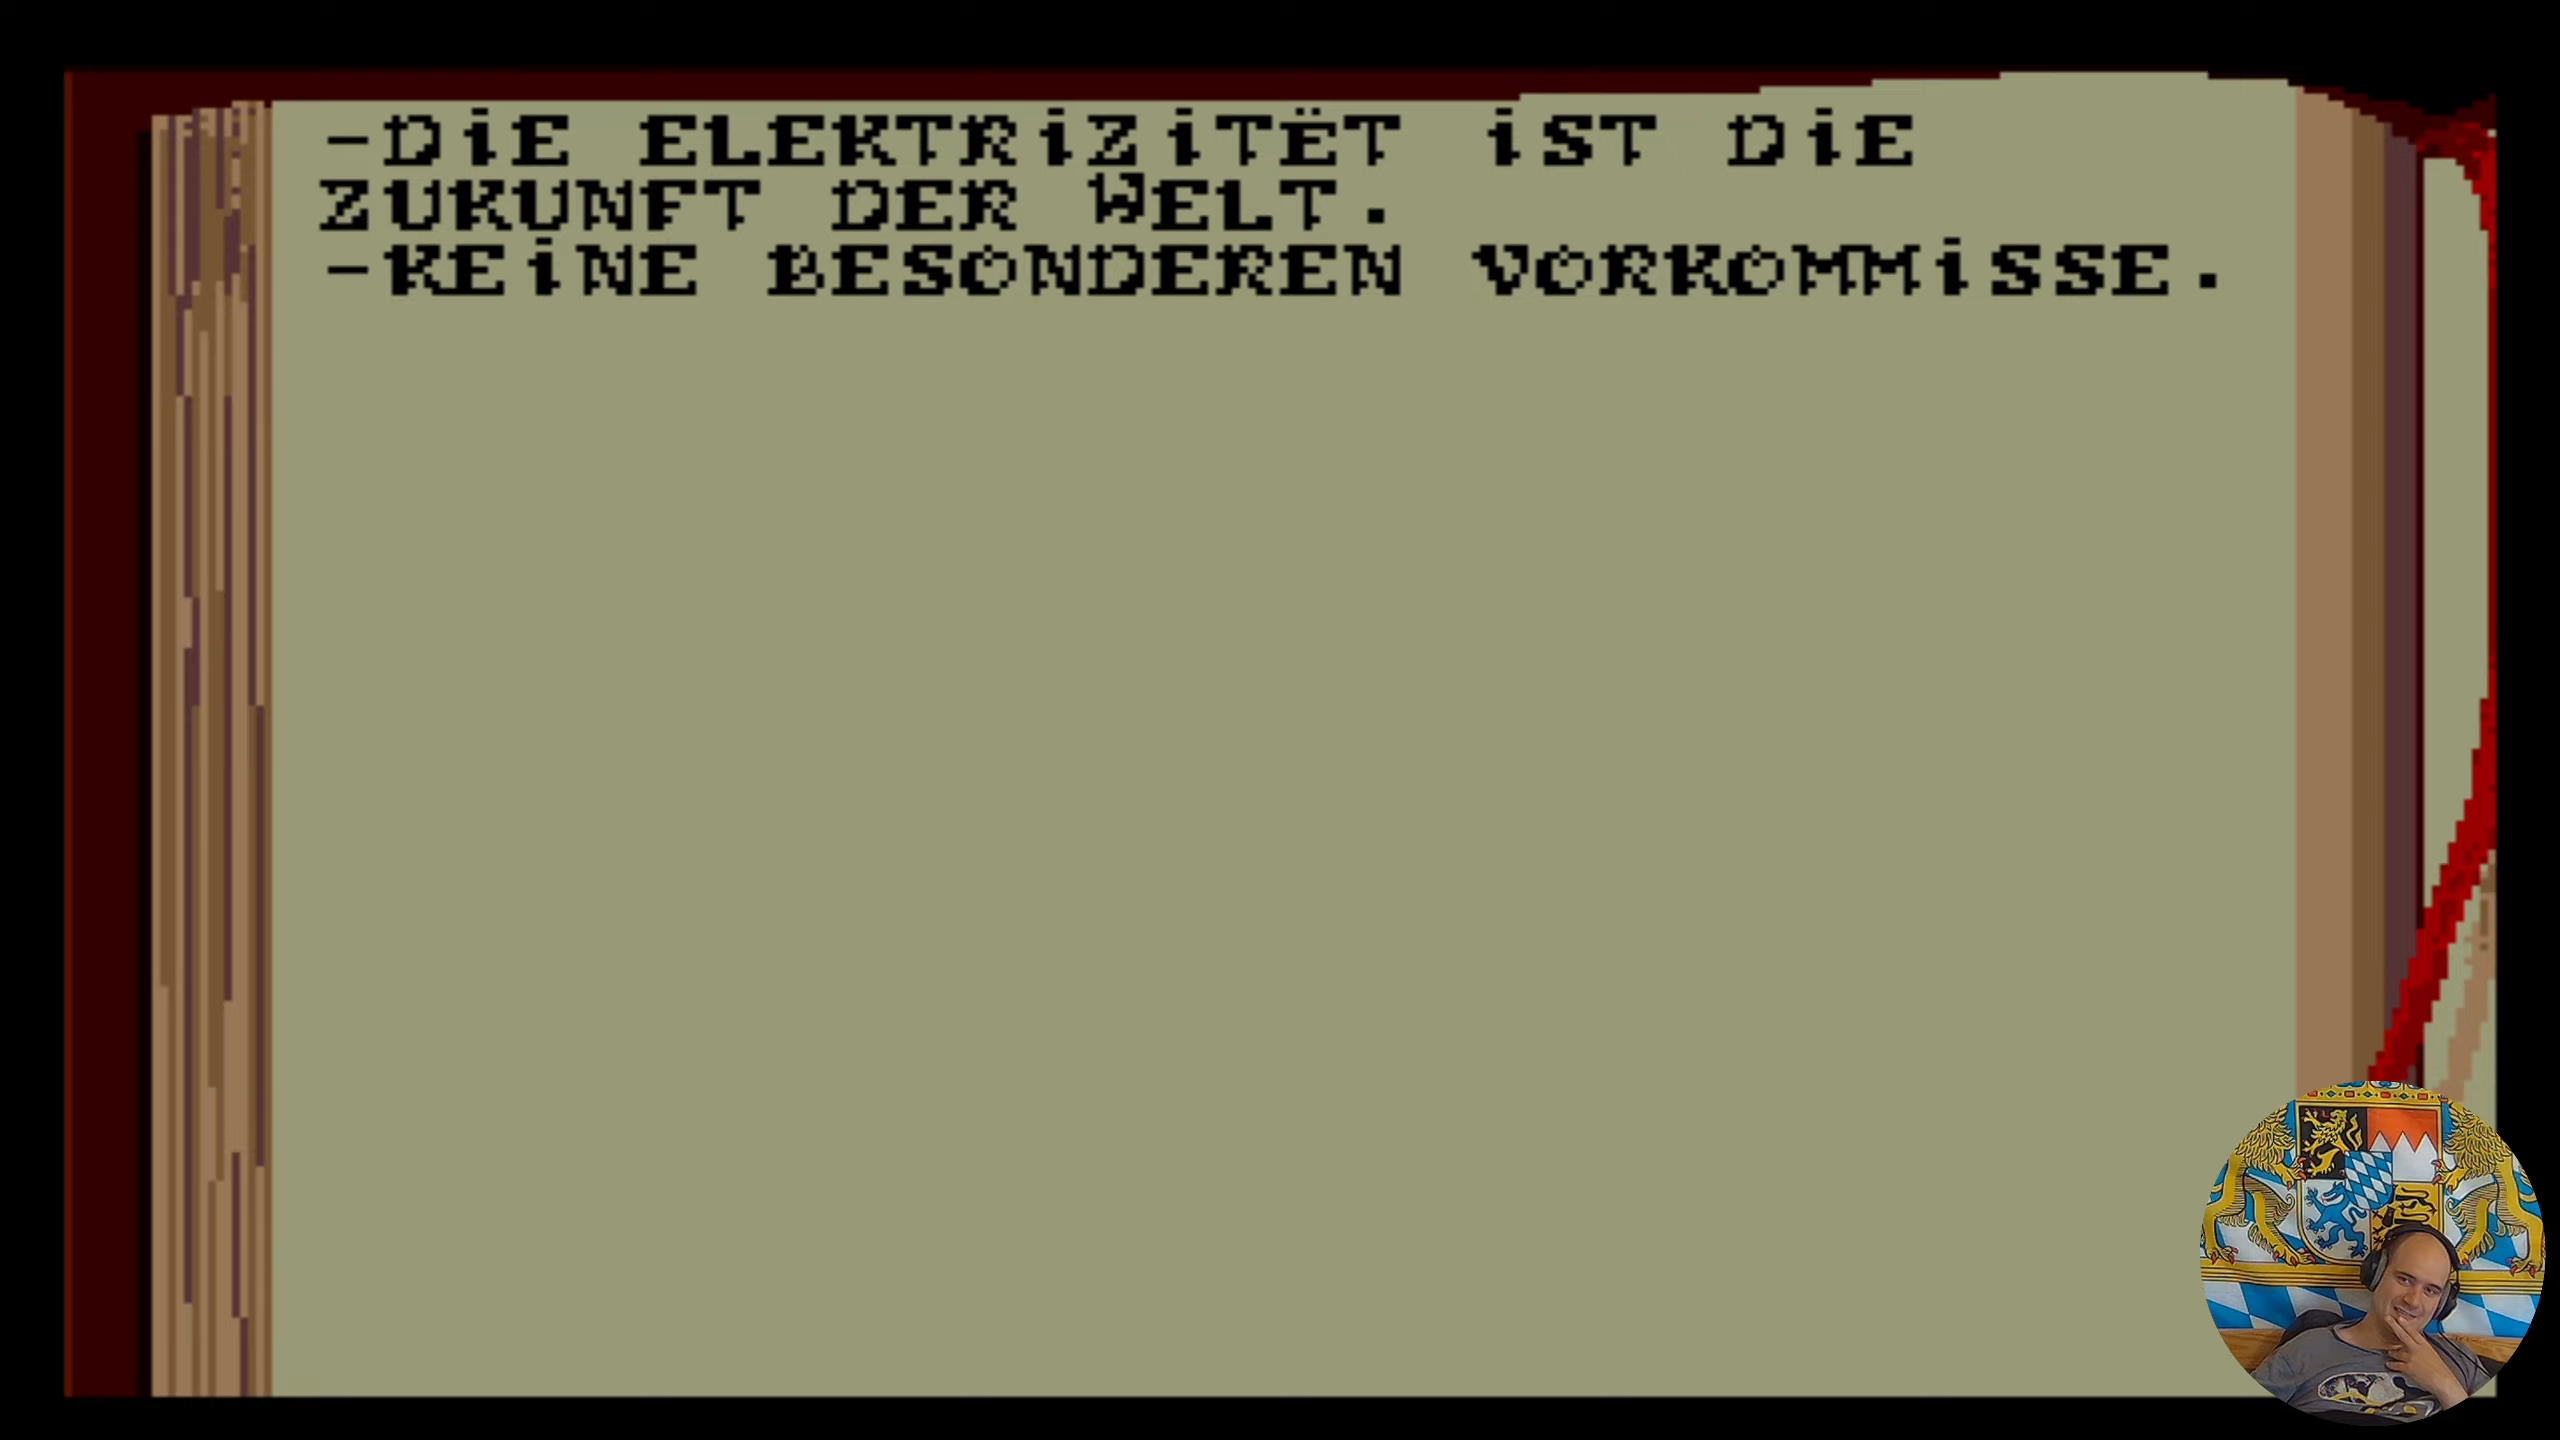 -DiE ELEKTRiZiTËT iST DiE
ZUKUNFT DER WELT.
-KEiNE BESONDEREN VORKOMMiSSE.